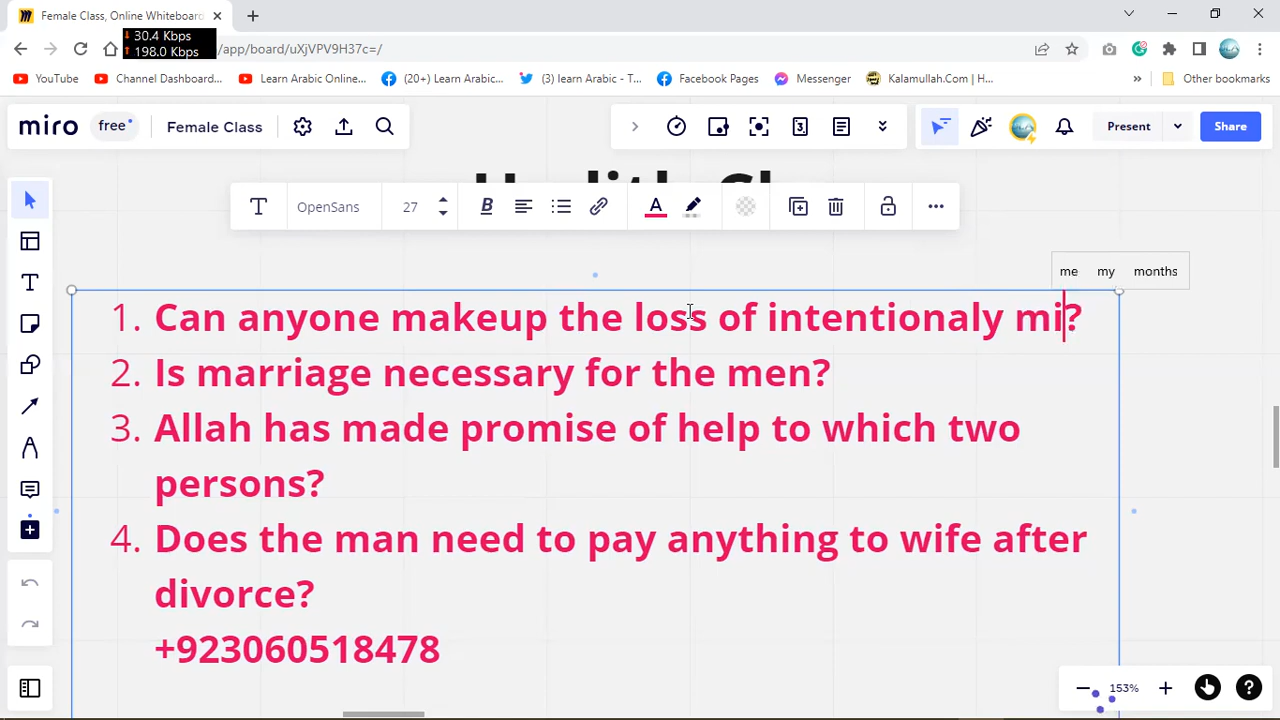 Female Class, Online Whiteboard
30.4 Kbps
198.0 Kbps
/app/board/uXjVPV9H37c=/
YouTube
Channel Dashboard...
Learn Arabic Online...
(20+) Learn Arabic...
(3) learn Arabic - T...
Facebook Pages
Messenger
Kalamullah.Com | H...
»
Other bookmarks
miro
free
Female Class
3
Present
Share
OpenSans
27
B
A
me my months
1. Can anyone makeup the loss of intentionaly mi?
2. Is marriage necessary for the men?
3. Allah has made promise of help to which two
persons?
4. Does the man need to pay anything to wife after
divorce?
+923060518478
153%